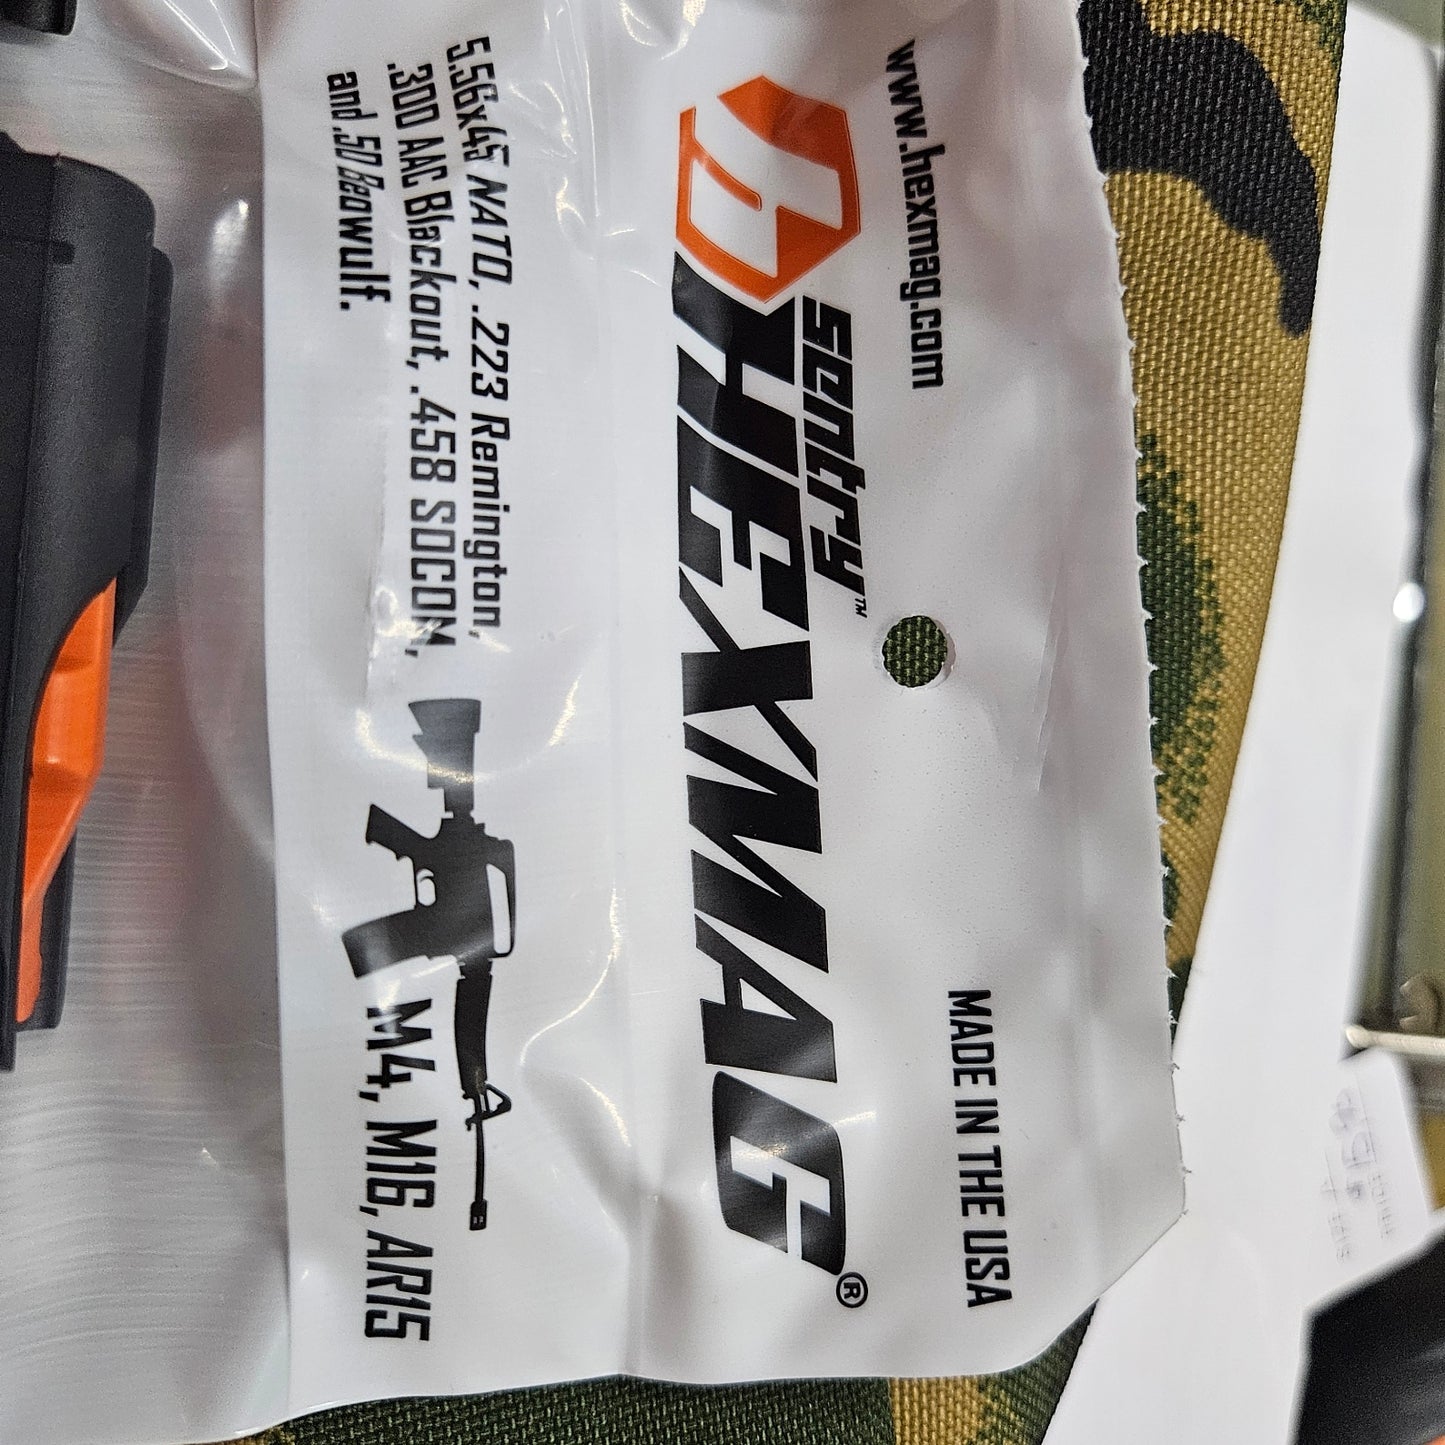 www.hexmag.com
MADE IN THE USA
sentry™
HEXMAG®
5.56x45 NATO, .223 Remington,
.300 AAC Blackout, .458 SOCOM,
and .50 Beowulf.
M4, M16, AR15